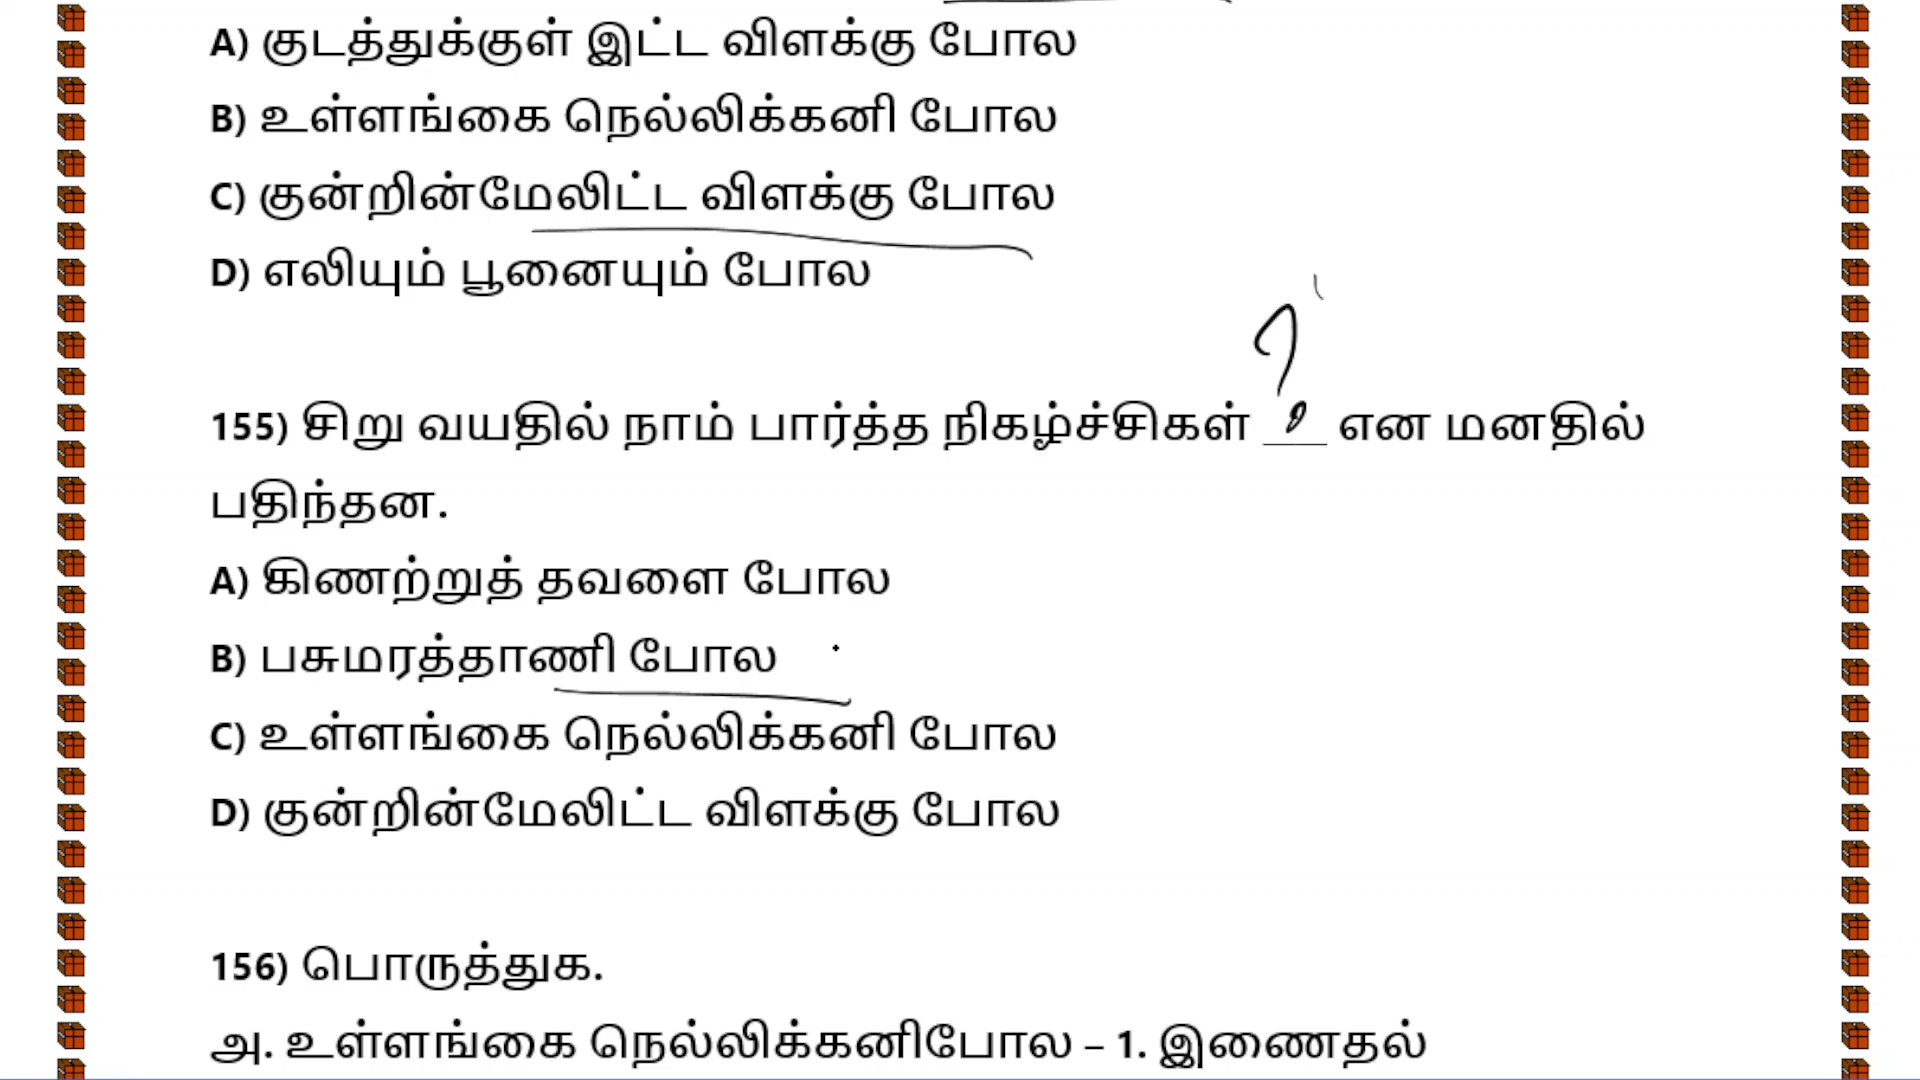 A) குடத்துக்குள் இட்ட விளக்கு போல
B) உள்ளங்கை நெல்லிக்கனி போல
C) குன்றின்மேலிட்ட விளக்கு போல
D) எலியும் பூனையும் போல
155) சிறு வயதில் நாம் பார்த்த நிகழ்ச்சிகள் ___ என மனதில்
பதிந்தன.
A) கிணற்றுத் தவளை போல
B) பசுமரத்தாணி போல
C) உள்ளங்கை நெல்லிக்கனி போல
D) குன்றின்மேலிட்ட விளக்கு போல
156) பொருத்துக.
அ. உள்ளங்கை நெல்லிக்கனிபோல – 1. இணைதல்